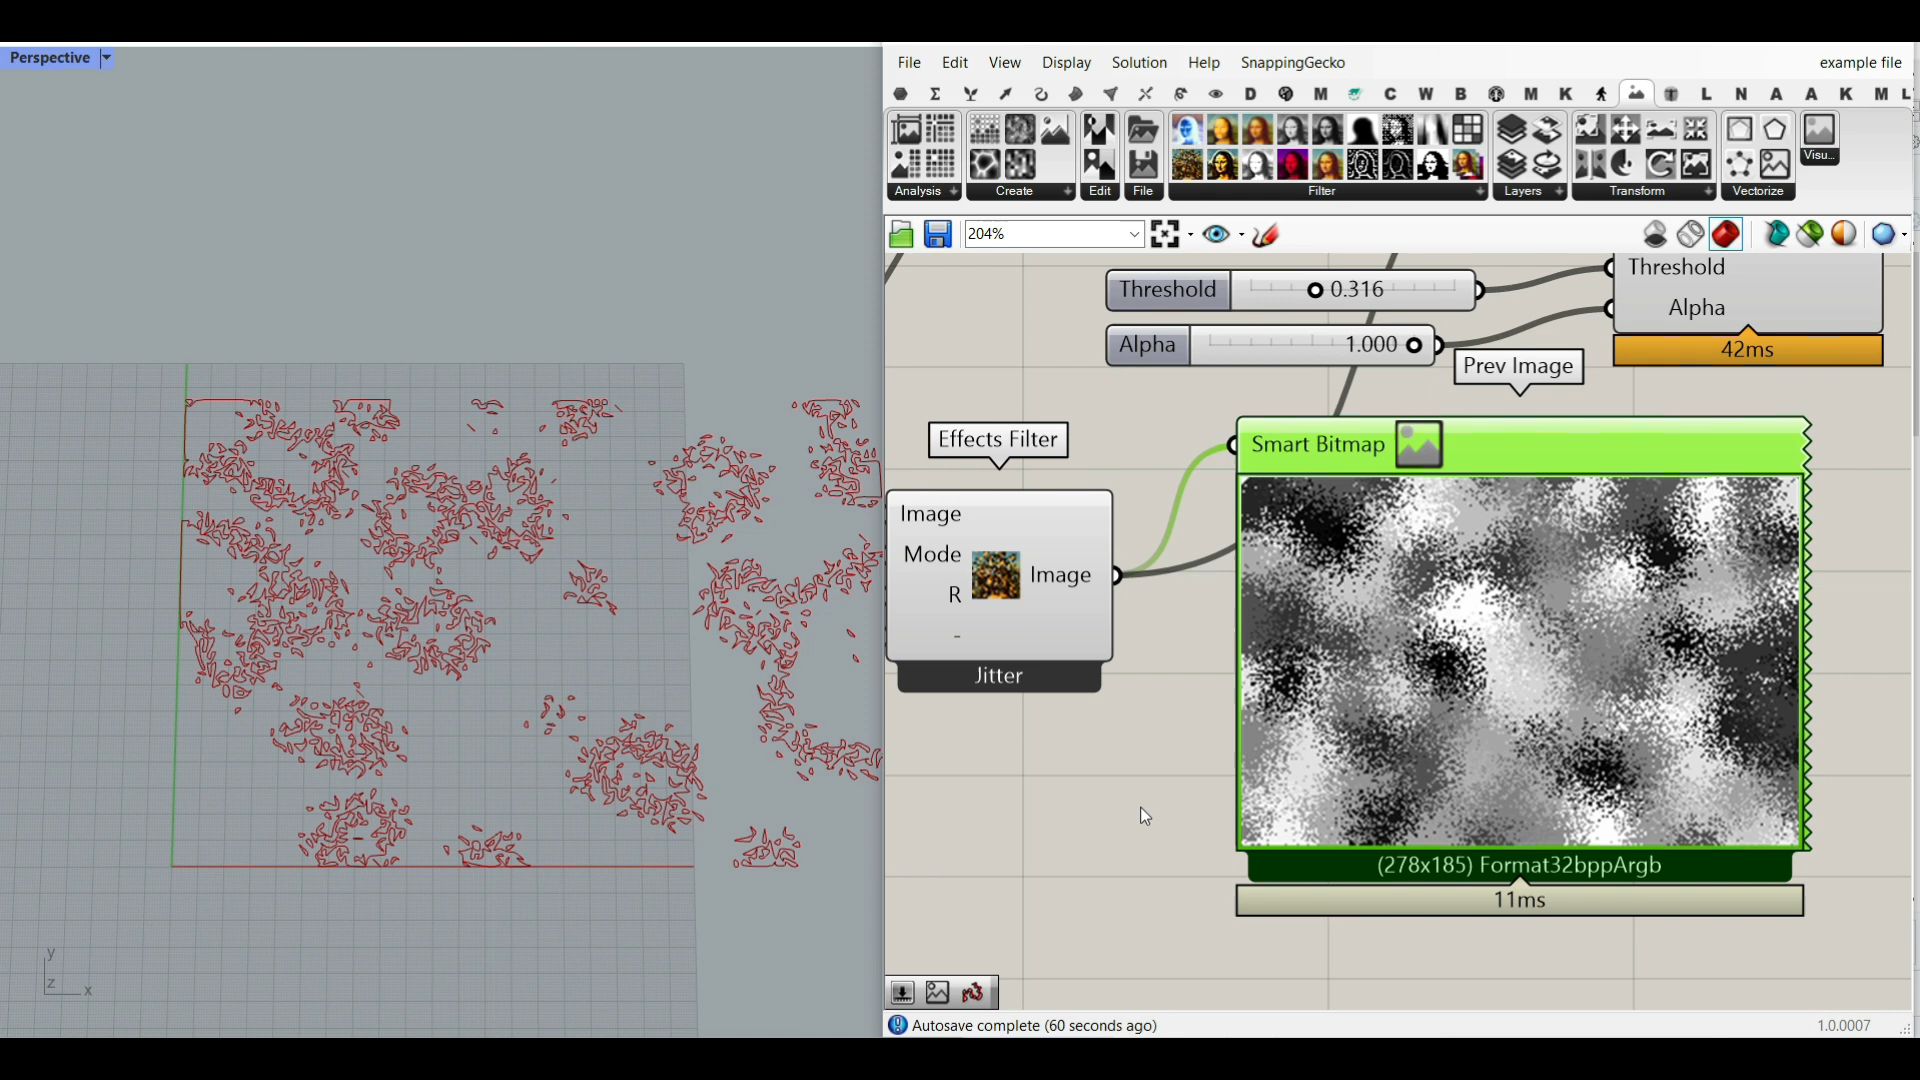 Perspective
File Edit View Display Solution Help SnappingGecko example file
Σ D M C W B M K L N A A K M L
Visu...
Analysis Create Edit File Filter Layers Transform Vectorize
204%
Threshold 0.316
Threshold
Alpha
Alpha 1.000
42ms
Prev Image
Effects Filter
Smart Bitmap
Image
Mode
Image
R
-
Jitter
(278x185) Format32bppArgb
11ms
y
z x
Autosave complete (60 seconds ago)
1.0.0007